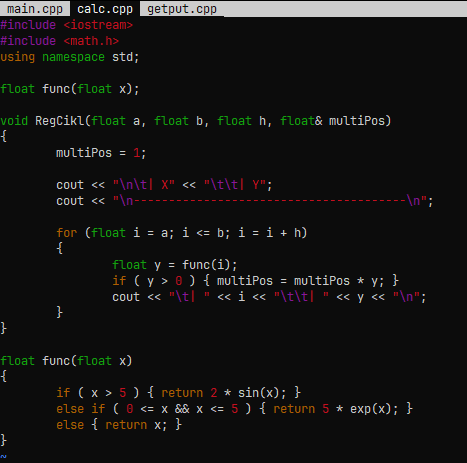 main.cpp calc.cpp getput.cpp
#include <iostream>
#include <math.h>
using namespace std;

float func(float x);

void RegCikl(float a, float b, float h, float& multiPos)
{
        multiPos = 1;

        cout << "\n\t| X" << "\t\t| Y";
        cout << "\n---------------------------------------\n";

        for (float i = a; i <= b; i = i + h)
        {
                float y = func(i);
                if ( y > 0 ) { multiPos = multiPos * y; }
                cout << "\t| " << i << "\t\t| " << y << "\n";
        }
}

float func(float x)
{
        if ( x > 5 ) { return 2 * sin(x); }
        else if ( 0 <= x && x <= 5 ) { return 5 * exp(x); }
        else { return x; }
}
~